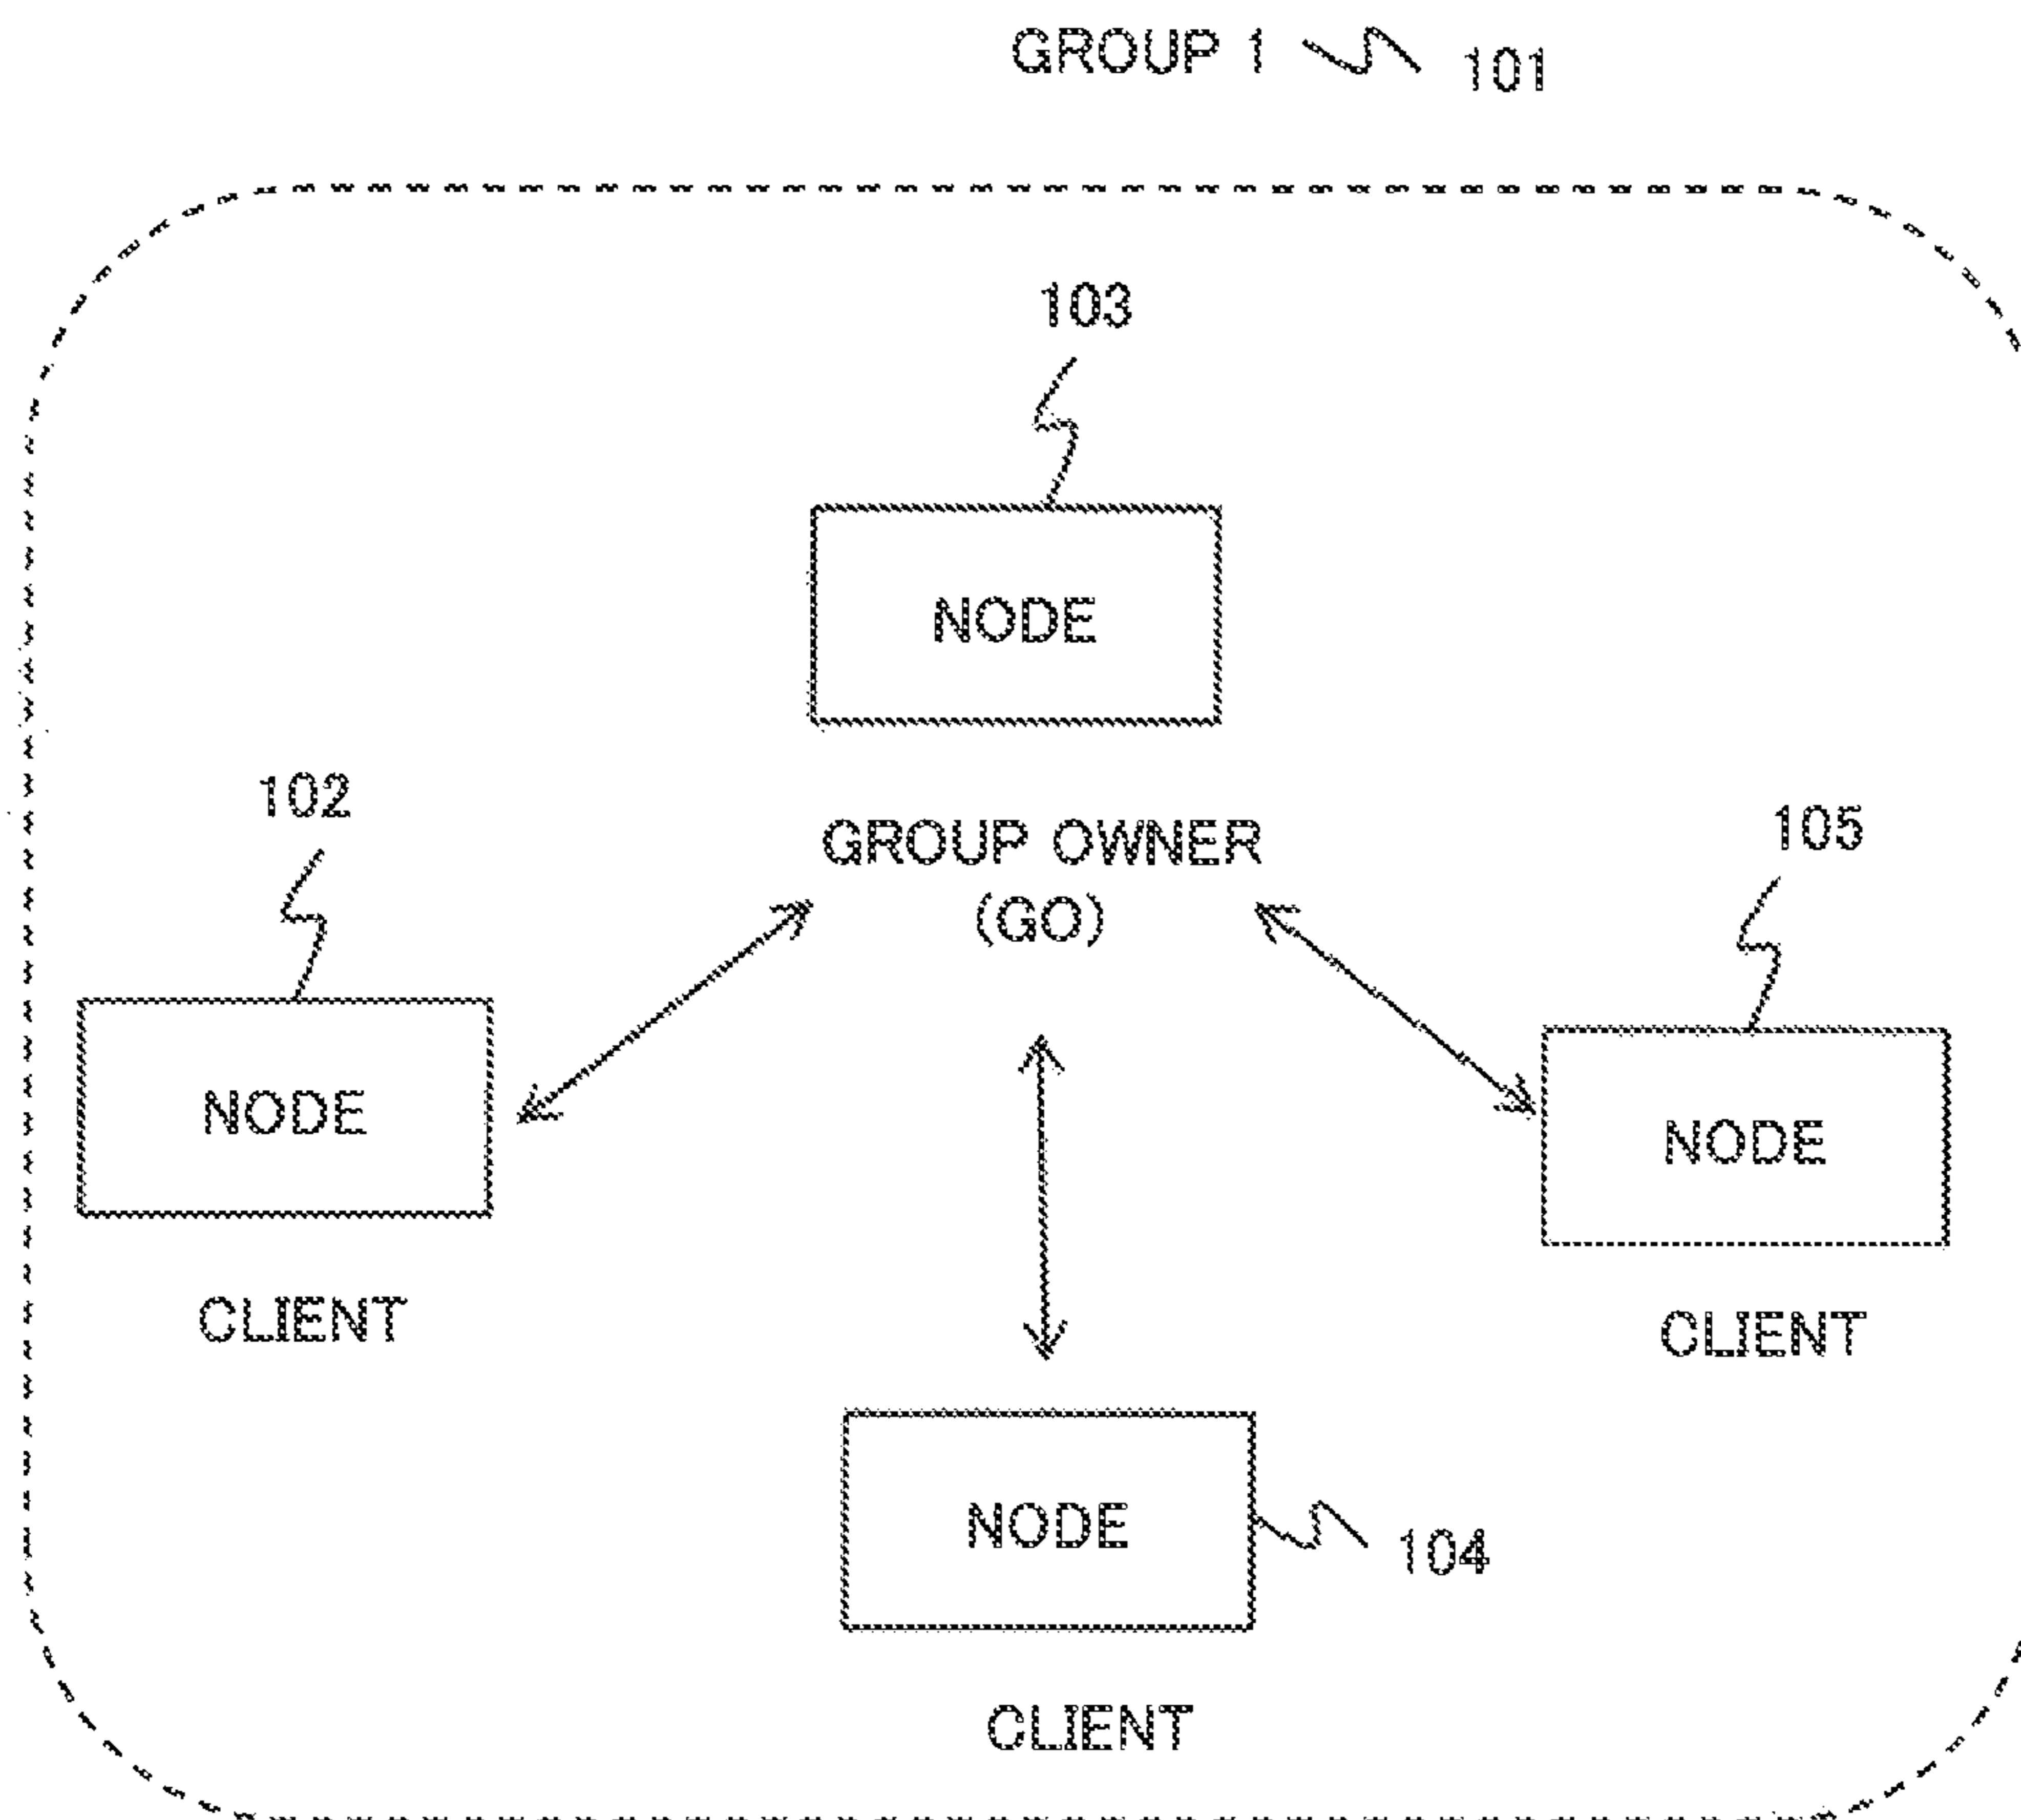 GROUP 1 101
103
NODE
102
GROUP OWNER
(GO)
105
NODE
NODE
CLIENT
CLIENT
NODE
104
CLIENT